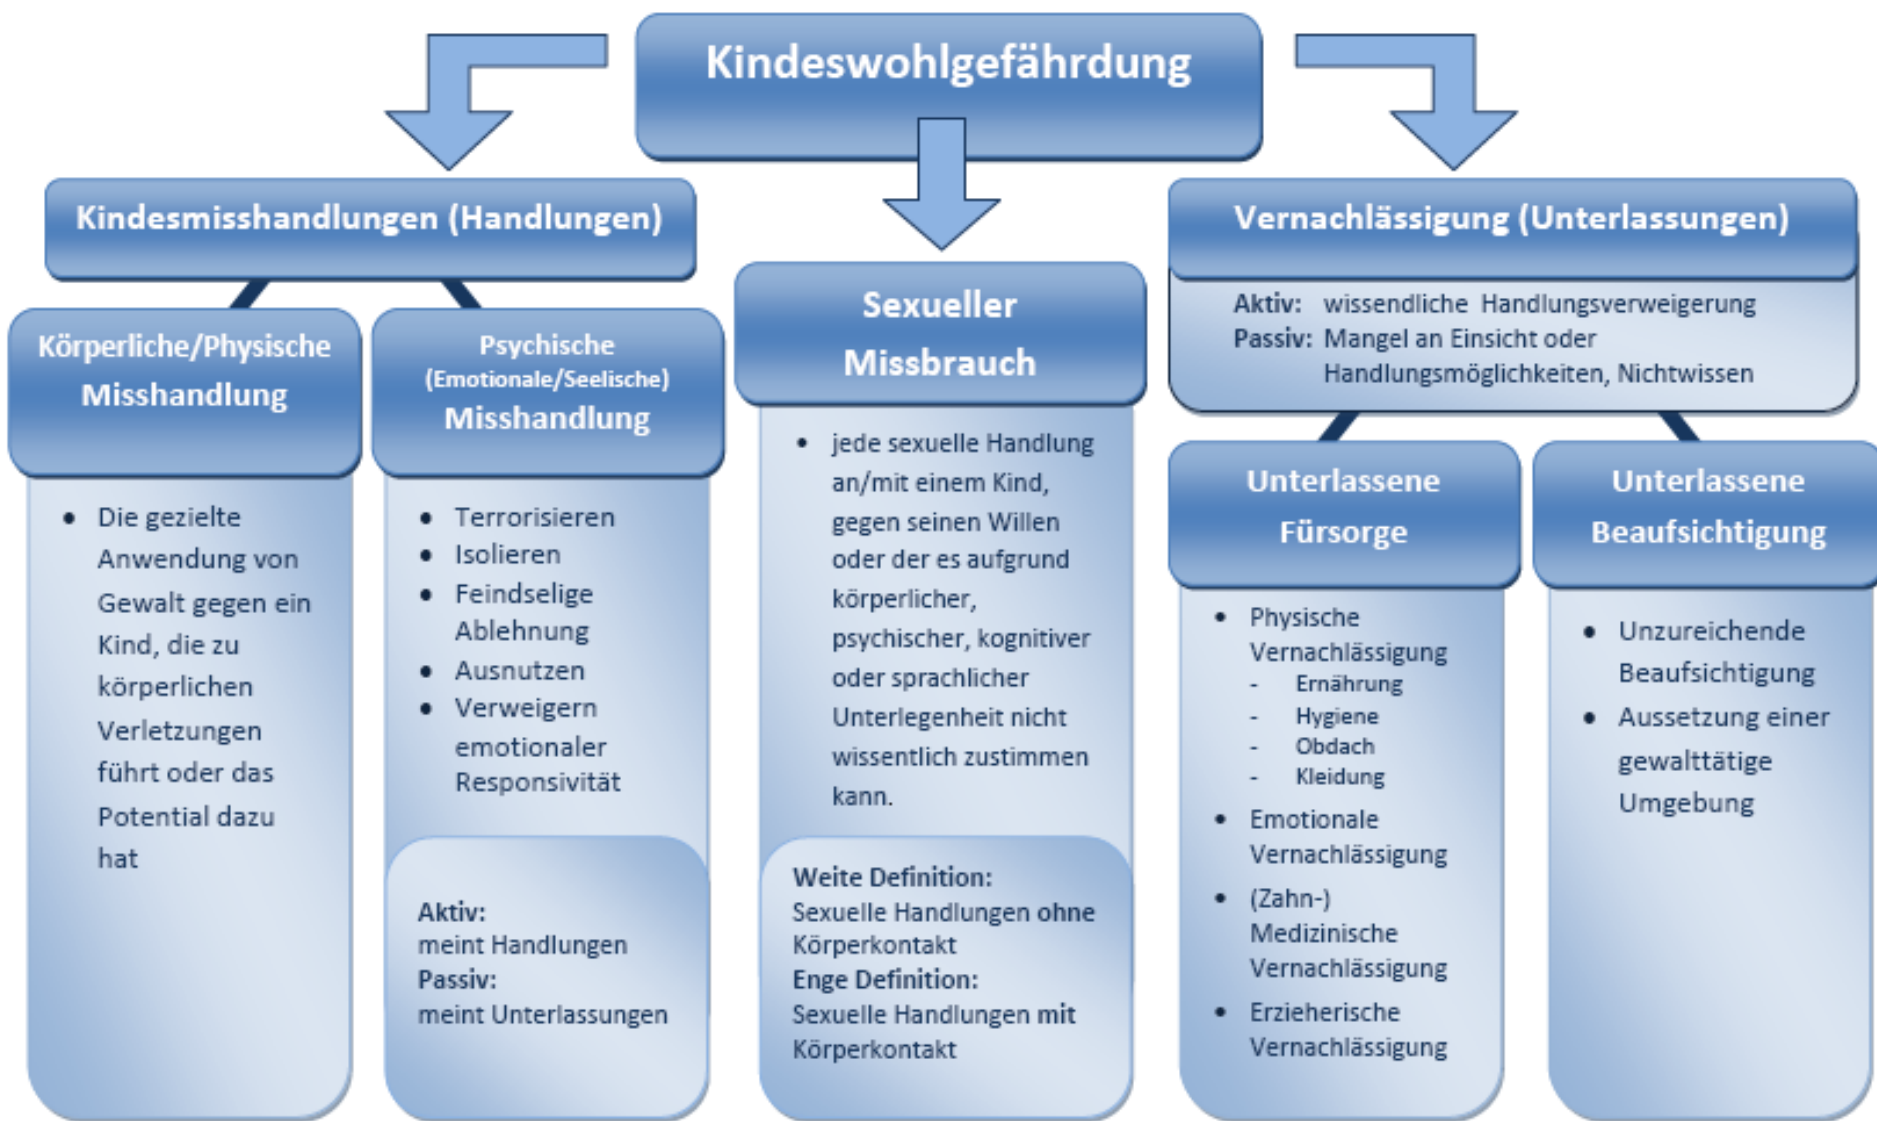 Kindeswohlgefährdung
Kindesmisshandlungen (Handlungen)
Körperliche/Physische
Misshandlung
• Die gezielte
Anwendung von
Gewalt gegen ein
Kind, die zu
körperlichen
Verletzungen
führt oder das
Potential dazu
hat
Psychische
(Emotionale/Seelische)
Misshandlung
• Terrorisieren
• Isolieren
• Feindselige
Ablehnung
• Ausnutzen
• Verweigern
emotionaler
Responsivität
Aktiv:
meint Handlungen
Passiv:
meint Unterlassungen
Sexueller
Missbrauch
• jede sexuelle Handlung
an/mit einem Kind,
gegen seinen Willen
oder der es aufgrund
körperlicher,
psychischer, kognitiver
oder sprachlicher
Unterlegenheit nicht
wissentlich zustimmen
kann.
Weite Definition:
Sexuelle Handlungen ohne
Körperkontakt
Enge Definition:
Sexuelle Handlungen mit
Körperkontakt
Vernachlässigung (Unterlassungen)
Aktiv: wissendliche Handlungsverweigerung
Passiv: Mangel an Einsicht oder
Handlungsmöglichkeiten, Nichtwissen
Unterlassene
Fürsorge
• Physische
Vernachlässigung
- Ernährung
- Hygiene
- Obdach
- Kleidung
• Emotionale
Vernachlässigung
• (Zahn-)
Medizinische
Vernachlässigung
• Erzieherische
Vernachlässigung
Unterlassene
Beaufsichtigung
• Unzureichende
Beaufsichtigung
• Aussetzung einer
gewalttätige
Umgebung